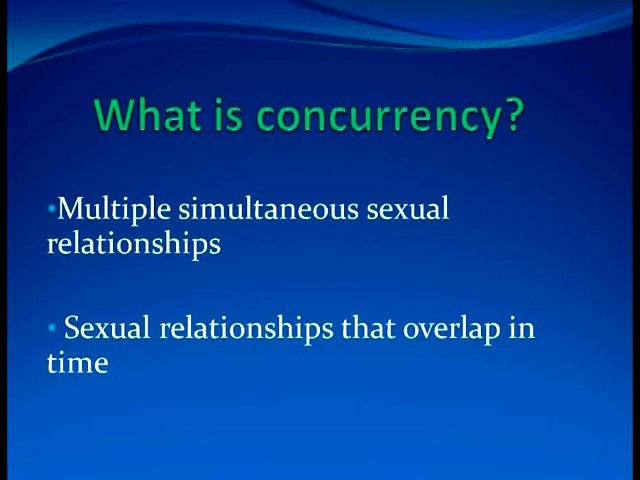 What is concurrency?
•Multiple simultaneous sexual
relationships
• Sexual relationships that overlap in
time